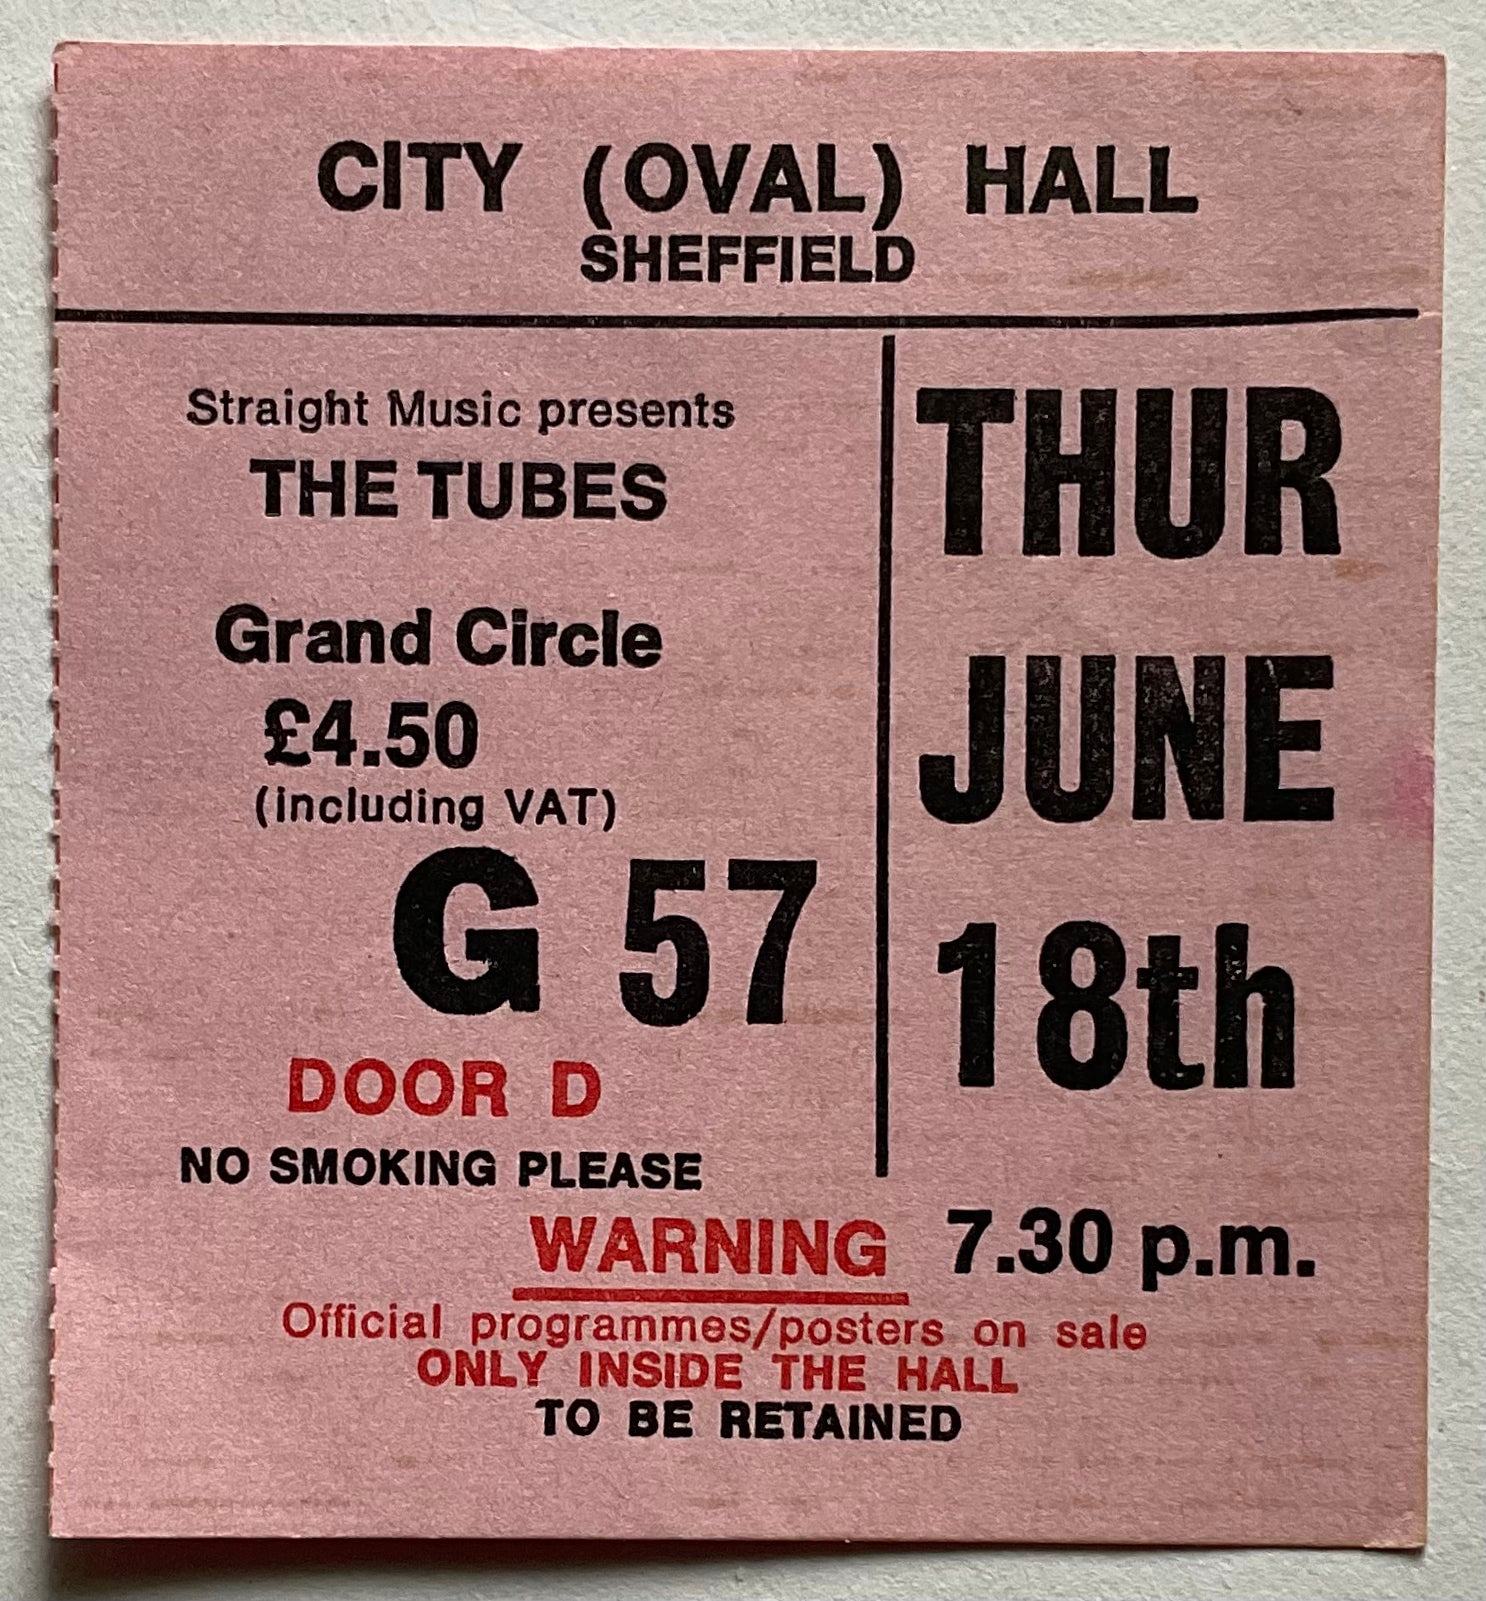 CITY (OVAL) HALL
SHEFFIELD
Straight Music presents
THE TUBES
Grand Circle
£4.50
(including VAT)
G 57
DOOR D
NO SMOKING PLEASE
THUR
JUNE
18th
7.30 p.m.
WARNING
Official programmes/posters on sale
ONLY INSIDE THE HALL
TO BE RETAINED